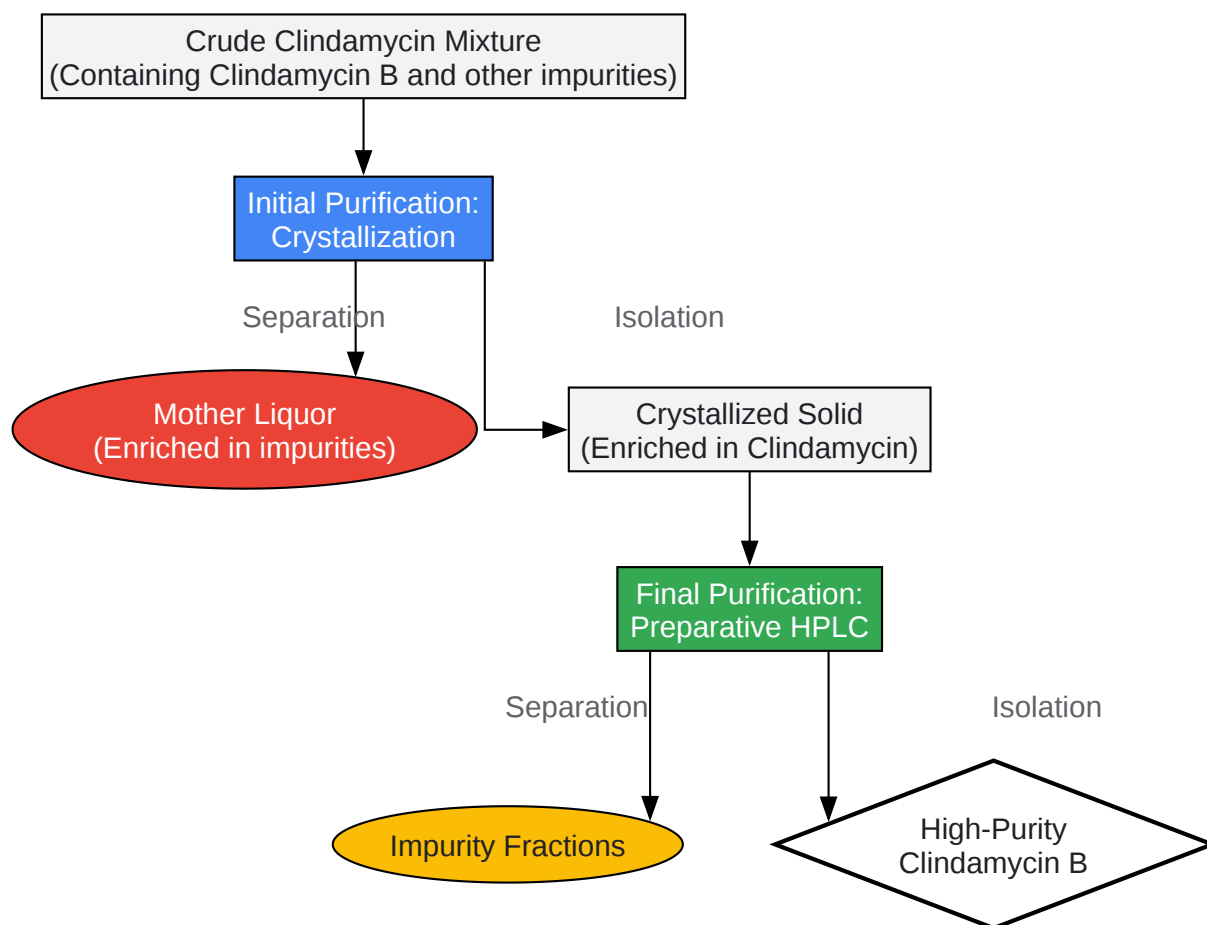 Crude Clindamycin Mixture
(Containing Clindamycin B and other impurities)
Initial Purification:
Crystallization
Separation
Isolation
Mother Liquor
(Enriched in impurities)
Crystallized Solid
(Enriched in Clindamycin)
Final Purification:
Preparative HPLC
Separation
Isolation
Impurity Fractions
High-Purity
Clindamycin B